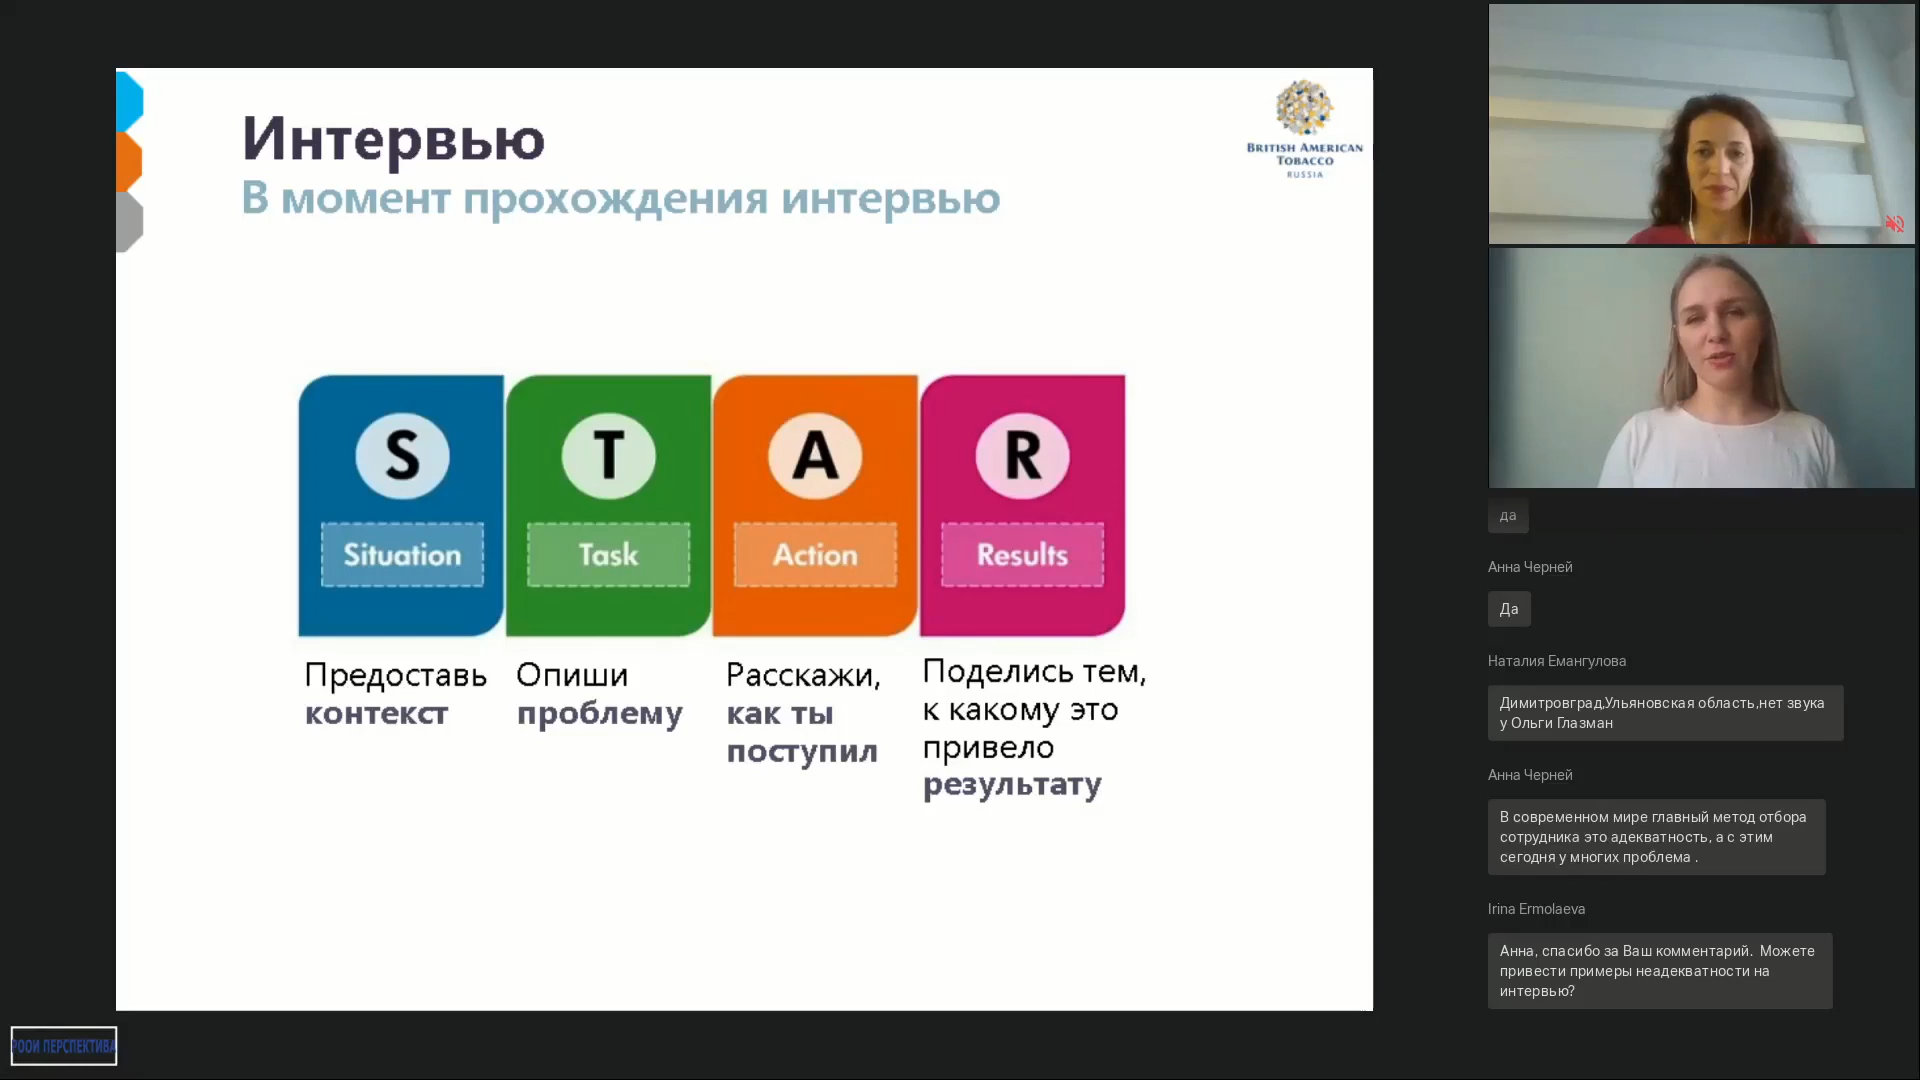 Интервью
В момент прохождения интервью
BRITISH AMERICAN
TOBACCO
RUSSIA
S
T
A
R
Situation
Task
Action
Results
Предоставь
контекст
Опиши
проблему
Расскажи,
как ты
поступил
Поделись тем,
к какому это
привело
результату
да
Анна Черней
Да
Наталия Емангулова
Димитровград,Ульяновская область,нет звука
у Ольги Глазман
Анна Черней
В современном мире главный метод отбора
сотрудника это адекватность, а с этим
сегодня у многих проблема .
Irina Ermolaeva
Анна, спасибо за Ваш комментарий. Можете
привести примеры неадекватности на
интервью?
РООИ ПЕРСПЕКТИВА